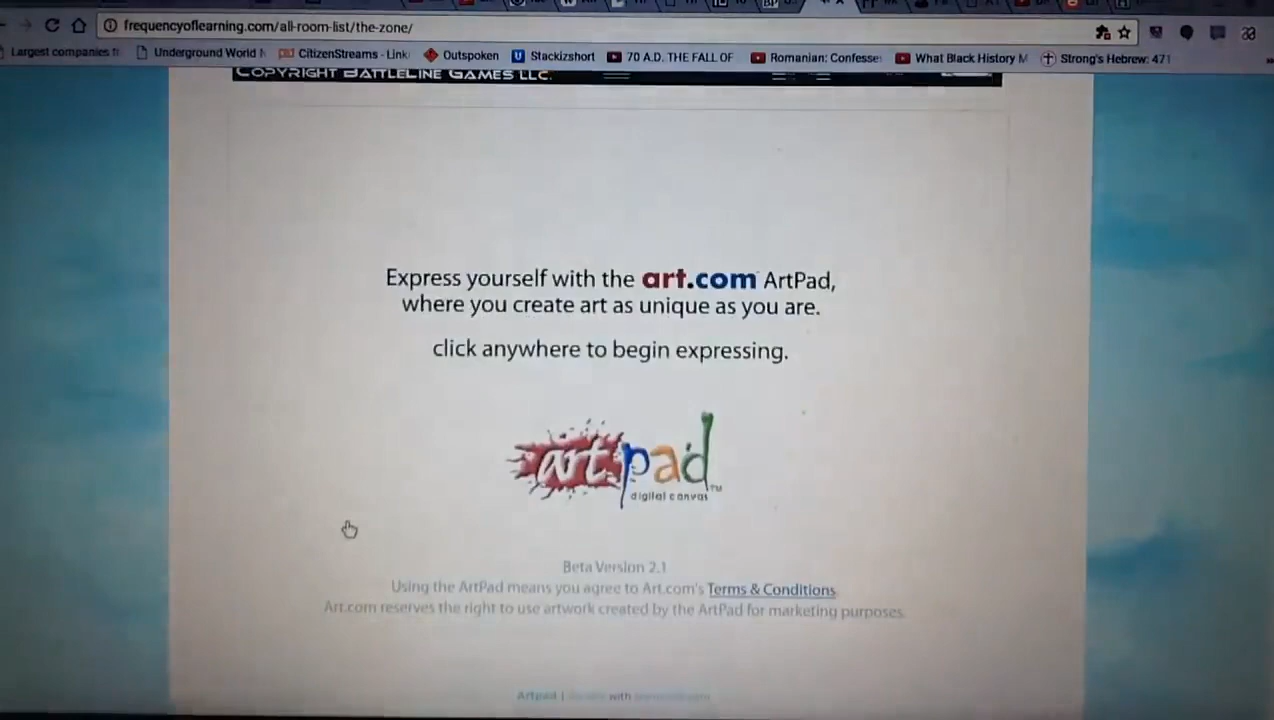 frequencyoflearning.com/all-room-list/the-zone/
Largest companies
Underground World
CitizenStreams - Link
Outspoken
Stackizshort
70 A.D. THE FALL OF
Romanian: Confesse
What Black History M
Strong's Hebrew: 471
Copyright BattleLine Games LLC.
Express yourself with the art.com ArtPad,
where you create art as unique as you are.
click anywhere to begin expressing.
artpad™
digital canvas
Beta Version 2.1
Using the ArtPad means you agree to Art.com's Terms & Conditions
Art.com reserves the right to use artwork created by the ArtPad for marketing purposes.
Artpad | with